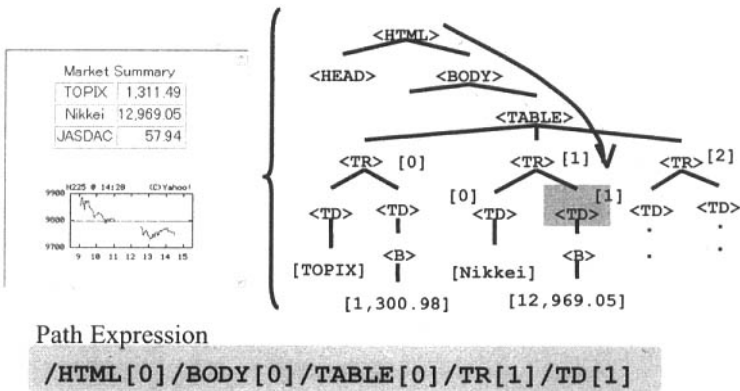 Market Summary
TOPIX 1,311.49
Nikkei 12,969.05
JASDAC 57.94
N225 @ 14:28 (C)Yahoo!
9900
9800
9700
9 10 11 12 13 14 15
<HTML>
<HEAD> <BODY>
<TABLE>
<TR> [0] <TR> [1] <TR> [2]
[0] [1]
<TD> <TD> <TD> <TD> <TD> <TD>
<B> <B>
[TOPIX] [Nikkei]
[1,300.98] [12,969.05]
Path Expression
/HTML[0]/BODY[0]/TABLE[0]/TR[1]/TD[1]